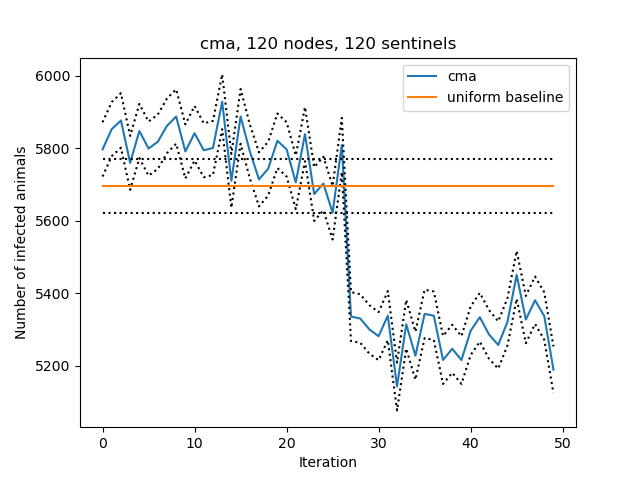 cma, 120 nodes, 120 sentinels
cma
uniform baseline
6000
5800
5600
5400
5200
Number of infected animals
0 10 20 30 40 50
Iteration